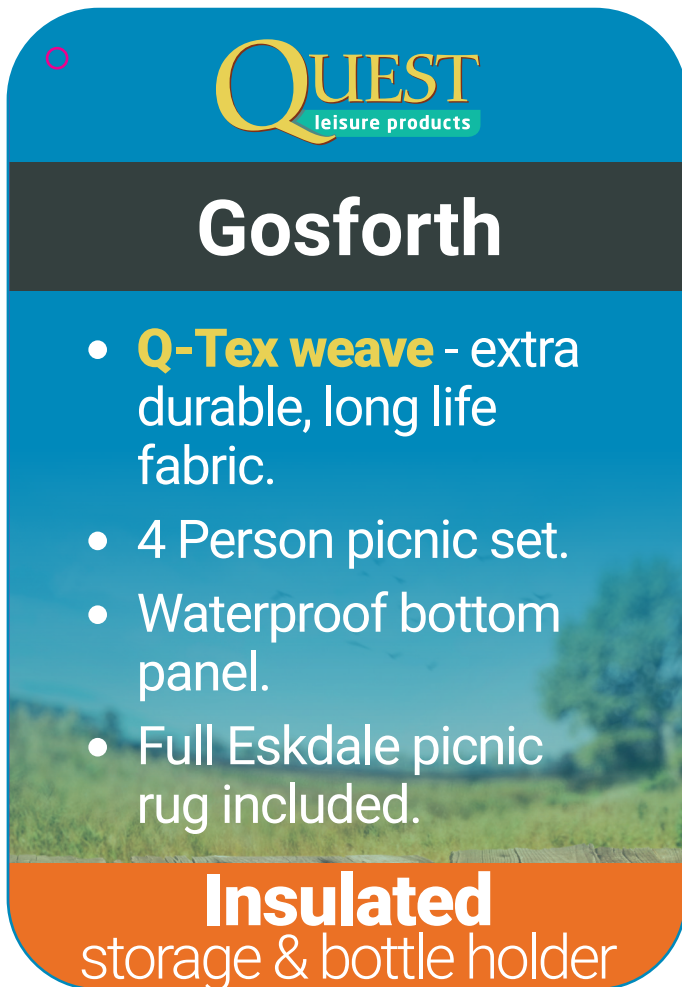 QUEST
leisure products
Gosforth
• Q-Tex weave - extra
durable, long life
fabric.
• 4 Person picnic set.
• Waterproof bottom
panel.
• Full Eskdale picnic
rug included.
Insulated
storage & bottle holder